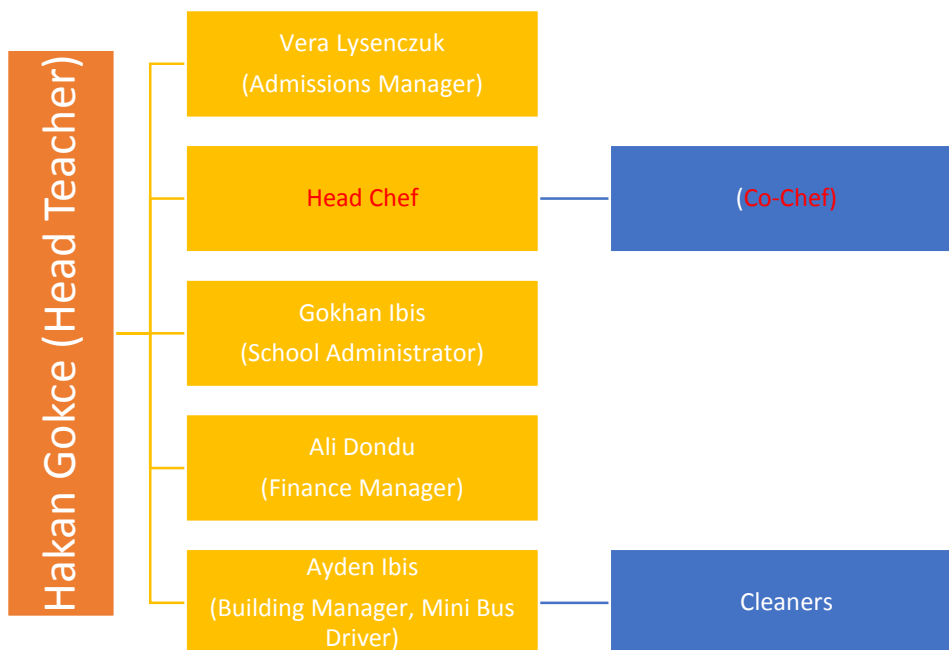 Hakan Gokce (Head Teacher)
Vera Lysenczuk
(Admissions Manager)
Head Chef
(Co-Chef)
Gokhan Ibis
(School Administrator)
Ali Dondu
(Finance Manager)
Ayden Ibis
(Building Manager, Mini Bus
Driver)
Cleaners